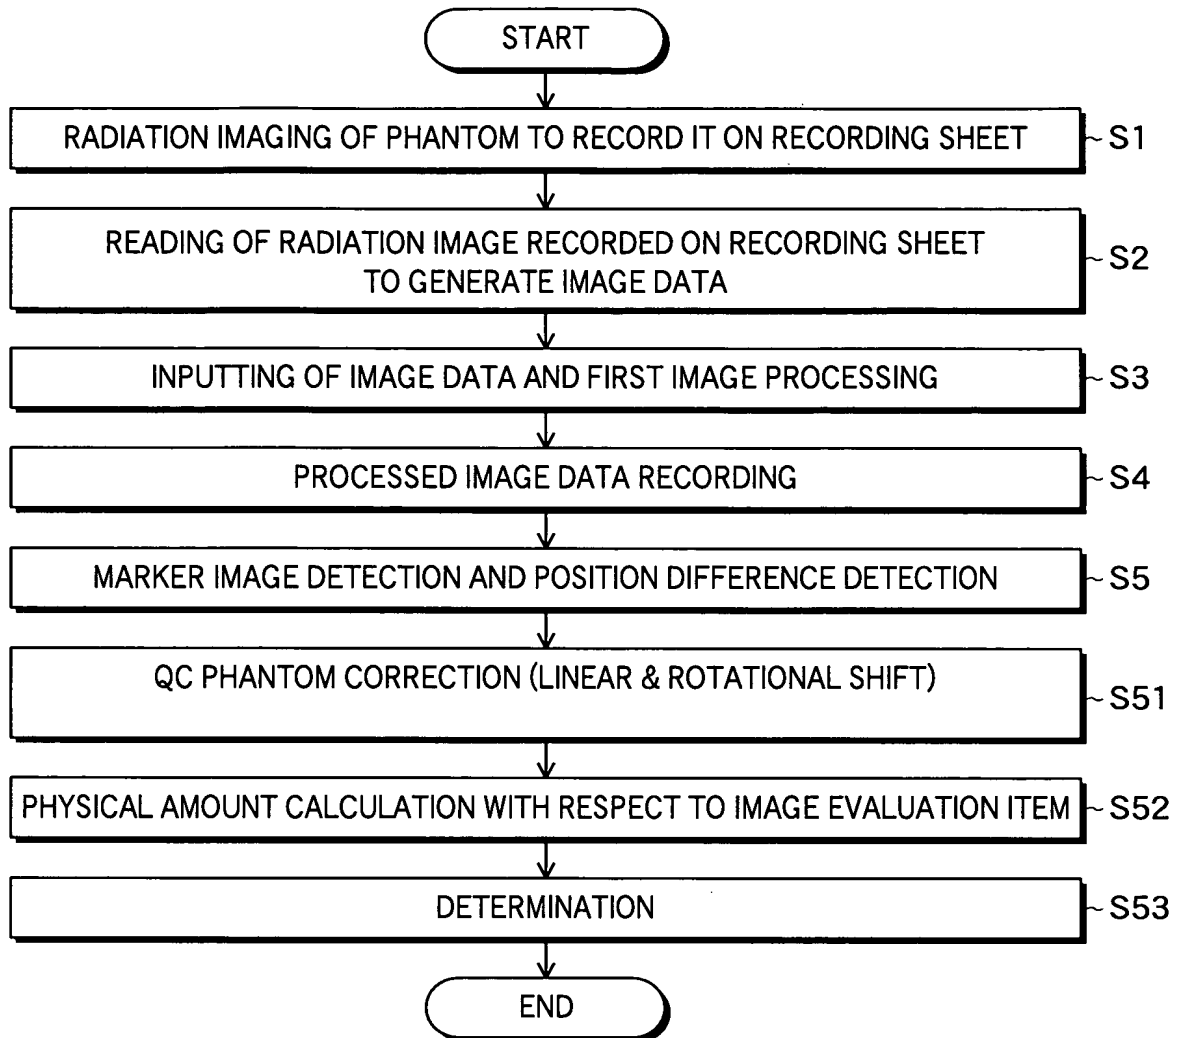 START
RADIATION IMAGING OF PHANTOM TO RECORD IT ON RECORDING SHEET
S1
READING OF RADIATION IMAGE RECORDED ON RECORDING SHEET
TO GENERATE IMAGE DATA
S2
INPUTTING OF IMAGE DATA AND FIRST IMAGE PROCESSING
S3
PROCESSED IMAGE DATA RECORDING
S4
MARKER IMAGE DETECTION AND POSITION DIFFERENCE DETECTION
S5
QC PHANTOM CORRECTION (LINEAR & ROTATIONAL SHIFT)
S51
PHYSICAL AMOUNT CALCULATION WITH RESPECT TO IMAGE EVALUATION ITEM
S52
DETERMINATION
S53
END